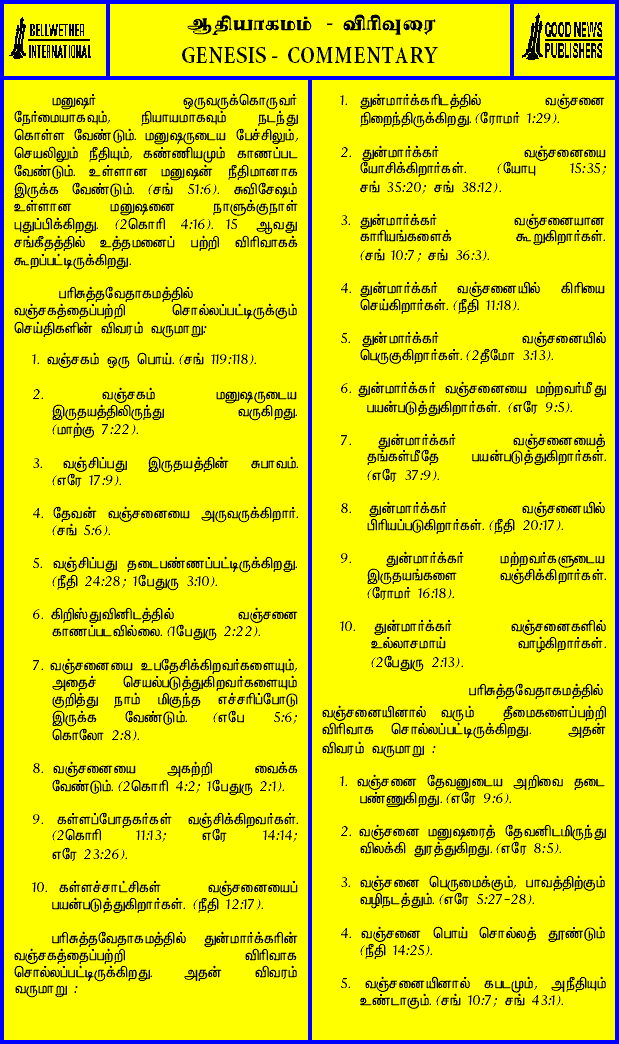 BELLWETHER
INTERNATIONAL
ஆதியாகமம் - விரிவுரை
GENESIS - COMMENTARY
GOOD NEWS
PUBLISHERS
மனுஷர் ஒருவருக்கொருவர்
நேர்மையாகவும், நியாயமாகவும் நடந்து
கொள்ள வேண்டும். மனுஷருடைய பேச்சிலும்,
செயலிலும் நீதியும், கண்ணியமும் காணப்பட
வேண்டும். உள்ளான மனுஷன் நீதிமானாக
இருக்க வேண்டும். (சங் 51:6). சுவிசேஷம்
உள்ளான மனுஷனை நாளுக்குநாள்
புதுப்பிக்கிறது. (2கொரி 4:16). 15 ஆவது
சங்கீதத்தில் உத்தமனைப் பற்றி விரிவாகக்
கூறப்பட்டிருக்கிறது.
பரிசுத்தவேதாகமத்தில்
வஞ்சகத்தைப்பற்றி சொல்லப்பட்டிருக்கும்
செய்திகளின் விவரம் வருமாறு:
1. வஞ்சகம் ஒரு பொய். (சங் 119:118).
2. வஞ்சகம் மனுஷருடைய
இருதயத்திலிருந்து வருகிறது.
(மாற்கு 7:22).
3. வஞ்சிப்பது இருதயத்தின் சுபாவம்.
(எரே 17:9).
4. தேவன் வஞ்சனையை அருவருக்கிறார்.
(சங் 5:6).
5. வஞ்சிப்பது தடைபண்ணப்பட்டிருக்கிறது.
(நீதி 24:28; 1பேதுரு 3:10).
6. கிறிஸ்துவினிடத்தில் வஞ்சனை
காணப்படவில்லை. (1பேதுரு 2:22).
7. வஞ்சனையை உபதேசிக்கிறவர்களையும்,
அதைச் செயல்படுத்துகிறவர்களையும்
குறித்து நாம் மிகுந்த எச்சரிப்போடு
இருக்க வேண்டும். (எபே 5:6;
கொலோ 2:8).
8. வஞ்சனையை அகற்றி வைக்க
வேண்டும். (2கொரி 4:2; 1பேதுரு 2:1).
9. கள்ளப்போதகர்கள் வஞ்சிக்கிறவர்கள்.
(2கொரி 11:13; எரே 14:14;
எரே 23:26).
10. கள்ளச்சாட்சிகள் வஞ்சனையைப்
பயன்படுத்துகிறார்கள். (நீதி 12:17).
பரிசுத்தவேதாகமத்தில் துன்மார்க்கரின்
வஞ்சகத்தைப்பற்றி விரிவாக
சொல்லப்பட்டிருக்கிறது. அதன் விவரம்
வருமாறு :
1. துன்மார்க்கரிடத்தில் வஞ்சனை
நிறைந்திருக்கிறது. (ரோமர் 1:29).
2. துன்மார்க்கர் வஞ்சனையை
யோசிக்கிறார்கள். (யோபு 15:35;
சங் 35:20; சங் 38:12).
3. துன்மார்க்கர் வஞ்சனையான
காரியங்களைக் கூறுகிறார்கள்.
(சங் 10:7; சங் 36:3).
4. துன்மார்க்கர் வஞ்சனையில் கிரியை
செய்கிறார்கள். (நீதி 11:18).
5. துன்மார்க்கர் வஞ்சனையில்
பெருகுகிறார்கள். (2தீமோ 3:13).
6. துன்மார்க்கர் வஞ்சனையை மற்றவர்மீது
பயன்படுத்துகிறார்கள். (எரே 9:5).
7. துன்மார்க்கர் வஞ்சனையைத்
தங்கள்மீதே பயன்படுத்துகிறார்கள்.
(எரே 37:9).
8. துன்மார்க்கர் வஞ்சனையில்
பிரியப்படுகிறார்கள். (நீதி 20:17).
9. துன்மார்க்கர் மற்றவர்களுடைய
இருதயங்களை வஞ்சிக்கிறார்கள்.
(ரோமர் 16:18).
10. துன்மார்க்கர் வஞ்சனைகளில்
உல்லாசமாய் வாழ்கிறார்கள்.
(2பேதுரு 2:13).
பரிசுத்தவேதாகமத்தில்
வஞ்சனையினால் வரும் தீமைகளைப்பற்றி
விரிவாக சொல்லப்பட்டிருக்கிறது. அதன்
விவரம் வருமாறு :
1. வஞ்சனை தேவனுடைய அறிவை தடை
பண்ணுகிறது. (எரே 9:6).
2. வஞ்சனை மனுஷரைத் தேவனிடமிருந்து
விலக்கி துரத்துகிறது. (எரே 8:5).
3. வஞ்சனை பெருமைக்கும், பாவத்திற்கும்
வழிநடத்தும். (எரே 5:27-28).
4. வஞ்சனை பொய் சொல்லத் தூண்டும்
(நீதி 14:25).
5. வஞ்சனையினால் கபடமும், அநீதியும்
உண்டாகும். (சங் 10:7; சங் 43:1).